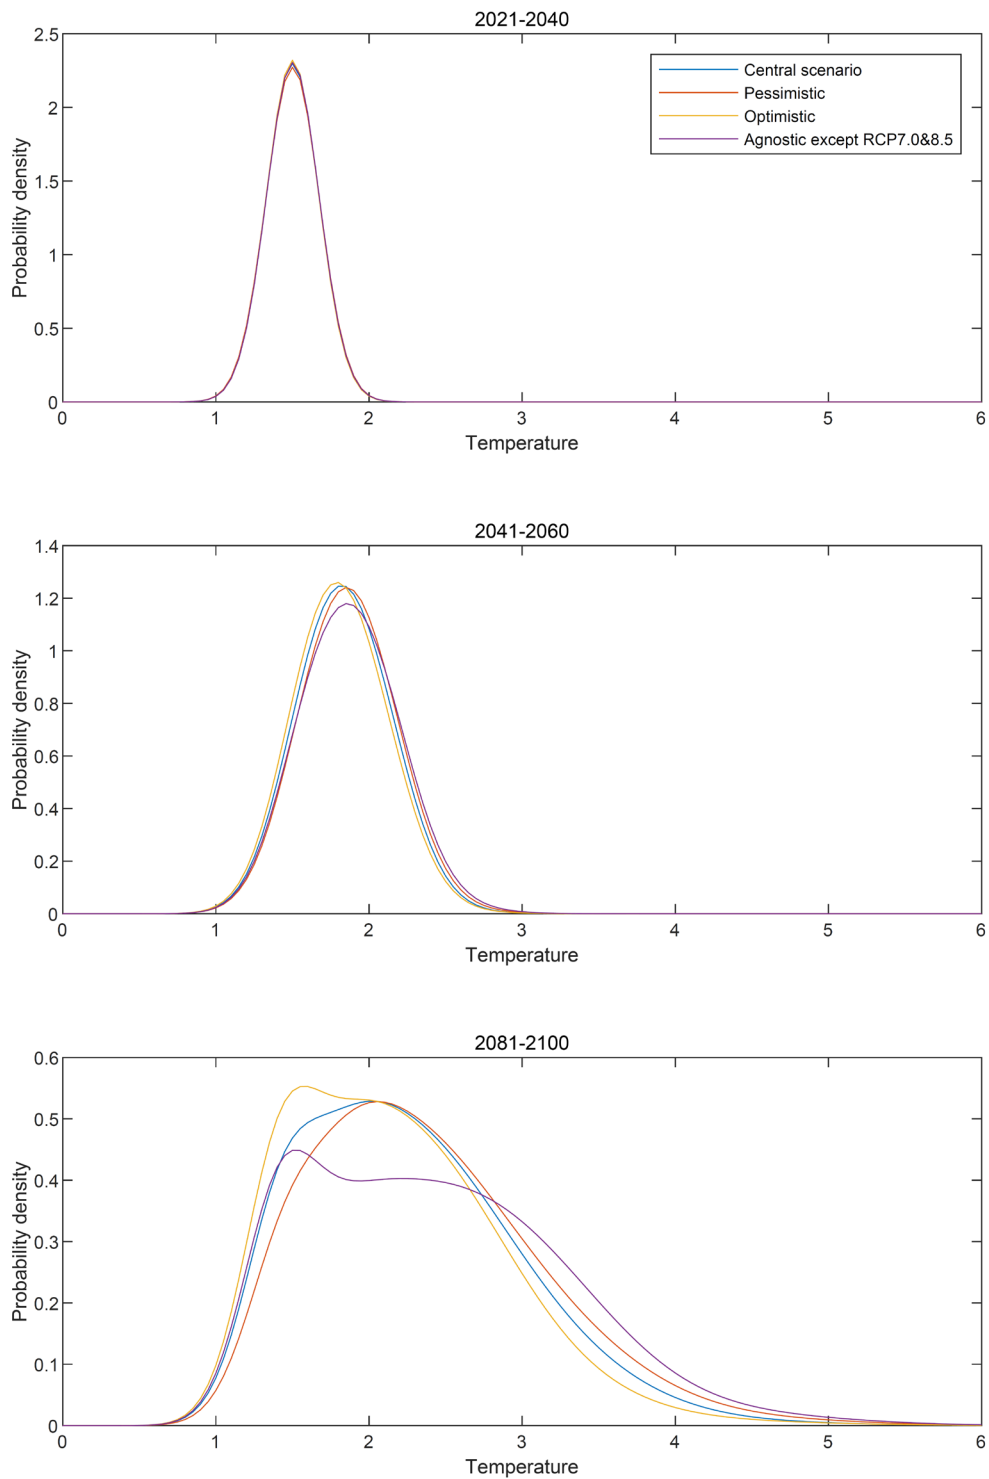 2021-2040
2.5
2
1.5
1
0.5
0
Probability density
Central scenario
Pessimistic
Optimistic
Agnostic except RCP7.0&8.5
0 1 2 3 4 5 6
Temperature
2041-2060
1.4
1.2
1
0.8
0.6
0.4
0.2
0
Probability density
0 1 2 3 4 5 6
Temperature
2081-2100
0.6
0.5
0.4
0.3
0.2
0.1
0
Probability density
0 1 2 3 4 5 6
Temperature